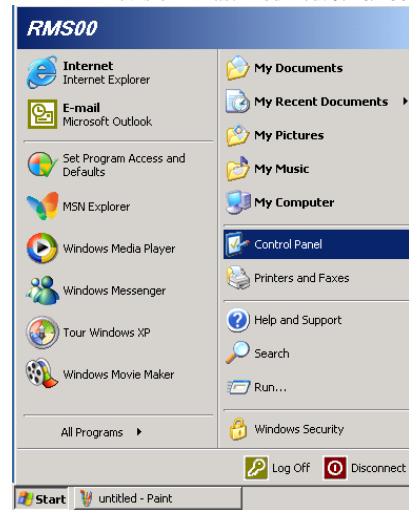 RMS00
Internet
Internet Explorer
E-mail
Microsoft Outlook
Set Program Access and
Defaults
MSN Explorer
Windows Media Player
Windows Messenger
Tour Windows XP
Windows Movie Maker
All Programs
My Documents
My Recent Documents
My Pictures
My Music
My Computer
Control Panel
Printers and Faxes
Help and Support
Search
Run...
Windows Security
Log Off
Disconnect
Start
untitled - Paint